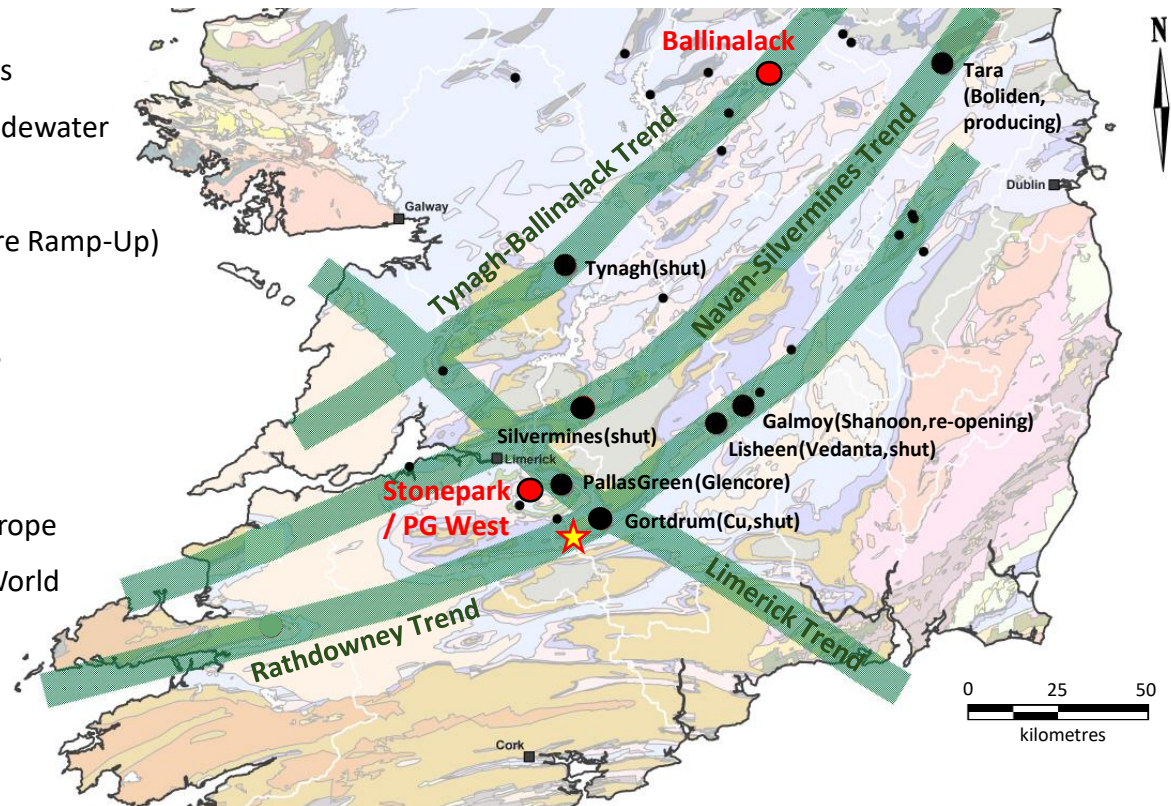 s
dewater
re Ramp-Up)
rope
World
Ballinalack
N
Tara
(Boliden,
producing)
Dublin
Galway
Tynagh-Ballinalack Trend
Navan-Silvermines Trend
Tynagh(shut)
Galmoy(Shanoon,re-opening)
Silvermines(shut)
Lisheen(Vedanta,shut)
Limerick
Stonepark
/ PG West
PallasGreen(Glencore)
Gortdrum(Cu,shut)
Limerick Trend
Rathdowney Trend
0 25 50
kilometres
Cork